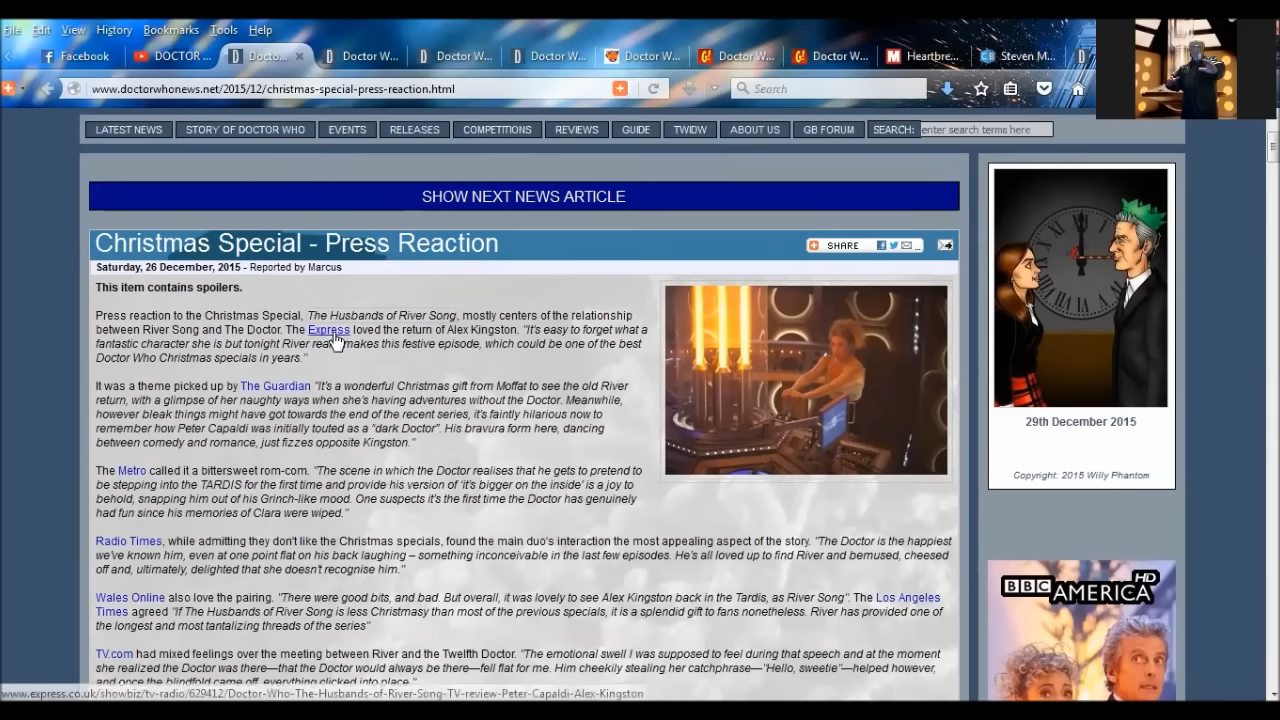 File Edit View History Bookmarks Tools Help
Facebook DOCTOR ... Docto... Doctor W... Doctor W... Doctor W... Doctor W... Doctor W... Doctor W... Heartbre... Steven M...
www.doctorwhonews.net/2015/12/christmas-special-press-reaction.html Search
LATEST NEWS STORY OF DOCTOR WHO EVENTS RELEASES COMPETITIONS REVIEWS GUIDE TWIDW ABOUT US GB FORUM SEARCH: enter search terms here
SHOW NEXT NEWS ARTICLE
Christmas Special - Press Reaction
SHARE
Saturday, 26 December, 2015 - Reported by Marcus
This item contains spoilers.
Press reaction to the Christmas Special, The Husbands of River Song, mostly centers of the relationship
between River Song and The Doctor. The Express loved the return of Alex Kingston. "It's easy to forget what a
fantastic character she is but tonight River makes this festive episode, which could be one of the best
Doctor Who Christmas specials in years."
It was a theme picked up by The Guardian "It's a wonderful Christmas gift from Moffat to see the old River
return, with a glimpse of her naughty ways when she's having adventures without the Doctor. Meanwhile,
however bleak things might have got towards the end of the recent series, it's faintly hilarious now to
remember how Peter Capaldi was initially touted as a "dark Doctor". His bravura form here, dancing
between comedy and romance, just fizzes opposite Kingston."
The Metro called it a bittersweet rom-com. "The scene in which the Doctor realises that he gets to pretend to
be stepping into the TARDIS for the first time and provide his version of 'it's bigger on the inside' is a joy to
behold, snapping him out of his Grinch-like mood. One suspects it's the first time the Doctor has genuinely
had fun since his memories of Clara were wiped."
Radio Times, while admitting they don't like the Christmas specials, found the main duo's interaction the most appealing aspect of the story. "The Doctor is the happiest
we've known him, even at one point flat on his back laughing – something inconceivable in the last few episodes. He's all loved up to find River and bemused, cheesed
off and, ultimately, delighted that she doesn't recognise him."
Wales Online also love the pairing. "There was good bits, and bad. But overall, it was lovely to see Alex Kingston back in the Tardis, as River Song". The Los Angeles
Times agreed "If The Husbands of River Song is less Christmasy than most of the previous specials, it is a splendid gift to fans nonetheless. River has provided one of
the longest and most tantalizing threads of the series"
TV.com had mixed feelings over the meeting between River and the Twelfth Doctor. "The emotional swell I was supposed to feel during that speech and at the moment
she realized the Doctor was there—that the Doctor would always be there—fell flat for me. Him cheekily stealing her catchphrase—"Hello, sweetie"—helped however,
and once the blindfold came off, everything clicked into place."
www.express.co.uk/showbiz/tv-radio/629412/Doctor-Who-The-Husbands-of-River-Song-TV-review-Peter-Capaldi-Alex-Kingston
29th December 2015
Copyright: 2015 Willy Phantom
BBC AMERICA HD